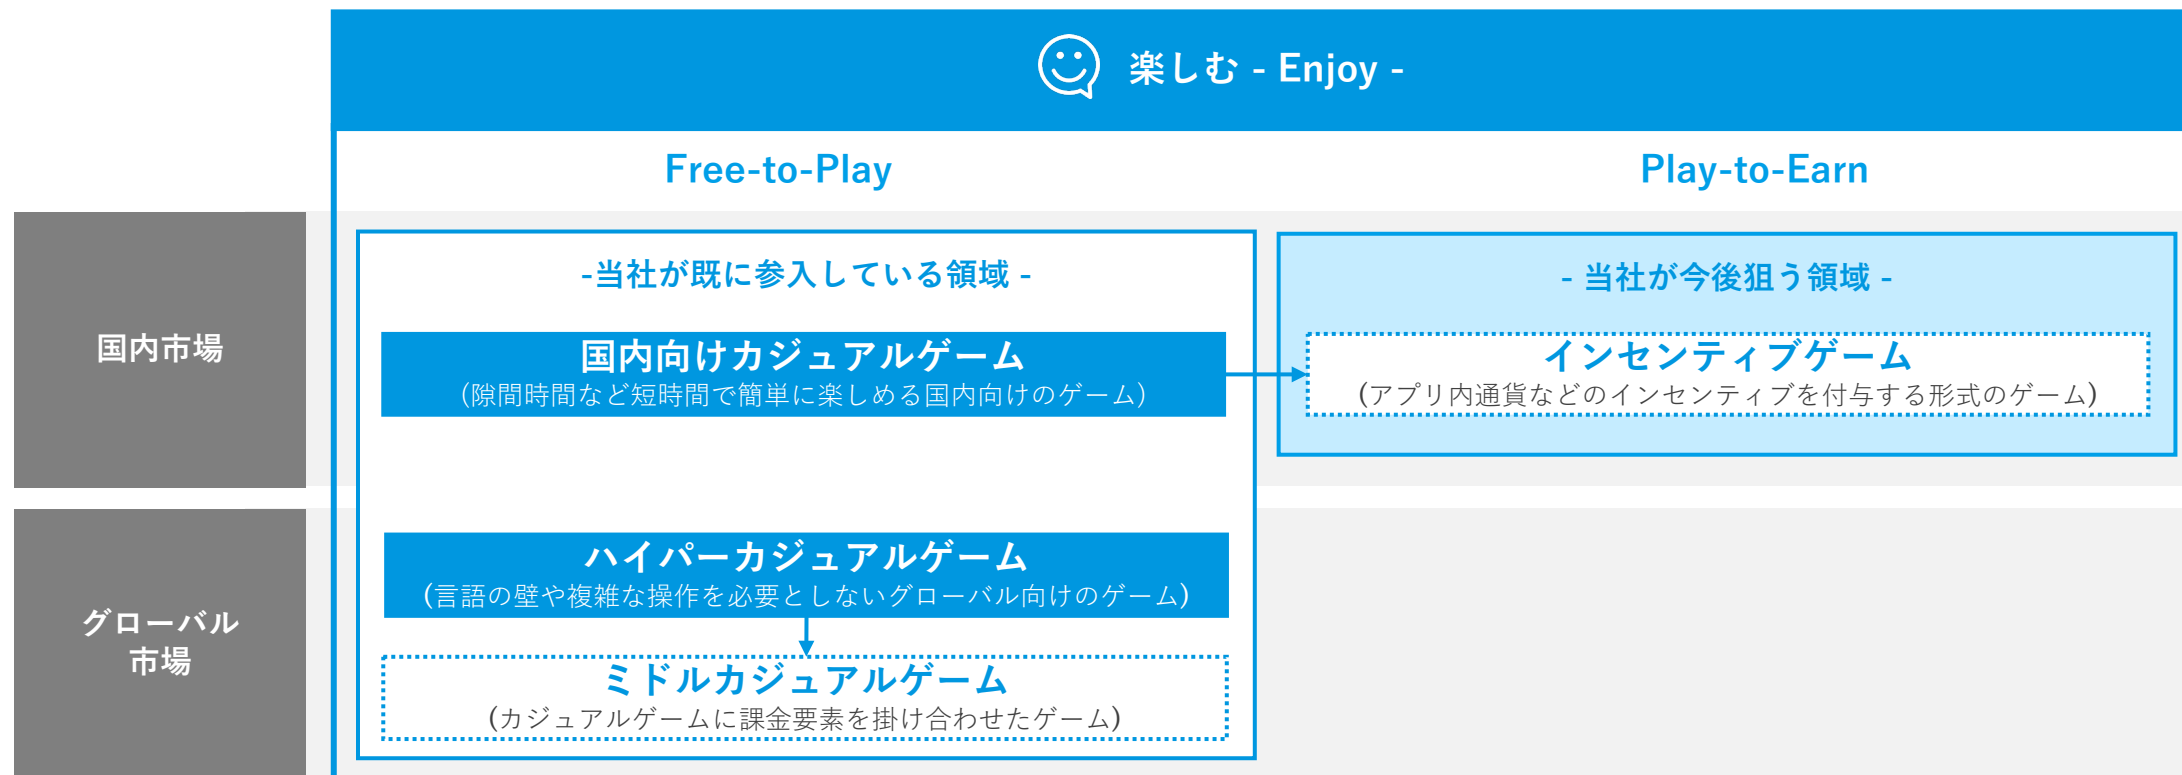 楽しむ - Enjoy -
Free-to-Play
Play-to-Earn
国内市場
-当社が既に参入している領域 -
国内向けカジュアルゲーム
(隙間時間など短時間で簡単に楽しめる国内向けのゲーム)
- 当社が今後狙う領域 -
インセンティブゲーム
(アプリ内通貨などのインセンティブを付与する形式のゲーム)
グローバル
市場
ハイパーカジュアルゲーム
(言語の壁や複雑な操作を必要としないグローバル向けのゲーム)
ミドルカジュアルゲーム
(カジュアルゲームに課金要素を掛け合わせたゲーム)